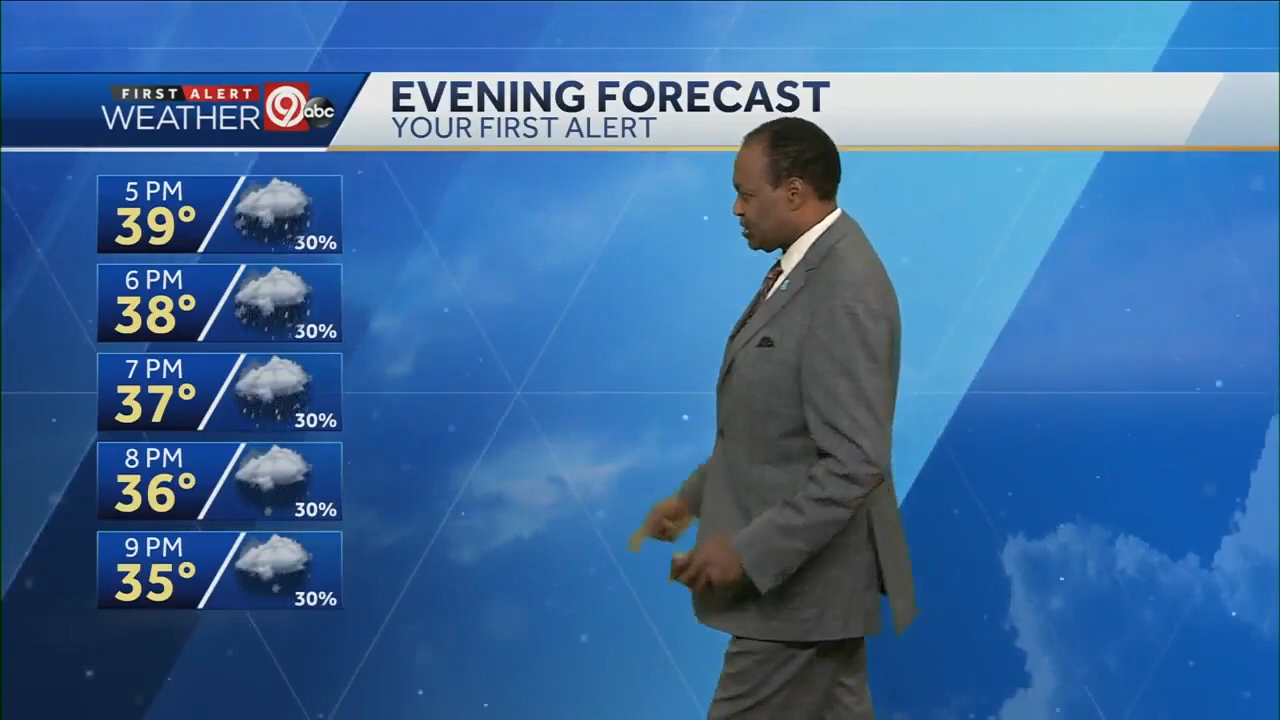 FIRST ALERT
WEATHER 9 abc
EVENING FORECAST
YOUR FIRST ALERT
5 PM
39°
30%
6 PM
38°
30%
7 PM
37°
30%
8 PM
36°
30%
9 PM
35°
30%